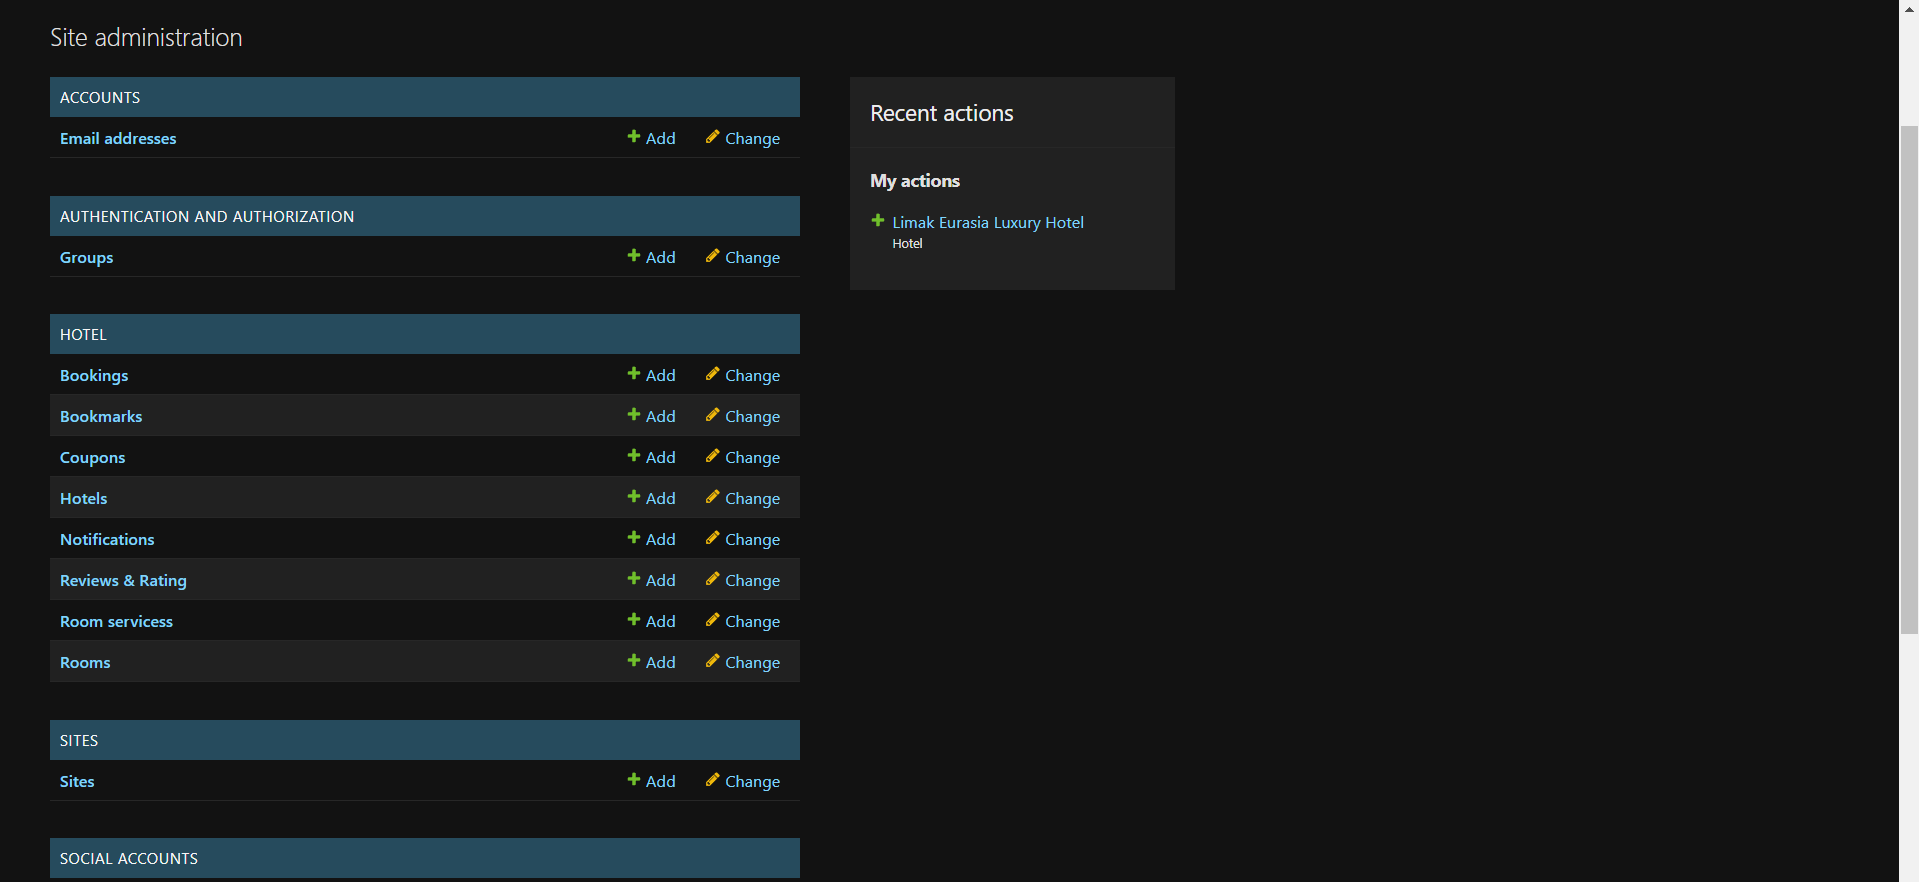 Site administration
ACCOUNTS
Email addresses Add Change
AUTHENTICATION AND AUTHORIZATION
Groups Add Change
HOTEL
Bookings Add Change
Bookmarks Add Change
Coupons Add Change
Hotels Add Change
Notifications Add Change
Reviews & Rating Add Change
Room servicess Add Change
Rooms Add Change
SITES
Sites Add Change
SOCIAL ACCOUNTS
Recent actions
My actions
Limak Eurasia Luxury Hotel
Hotel